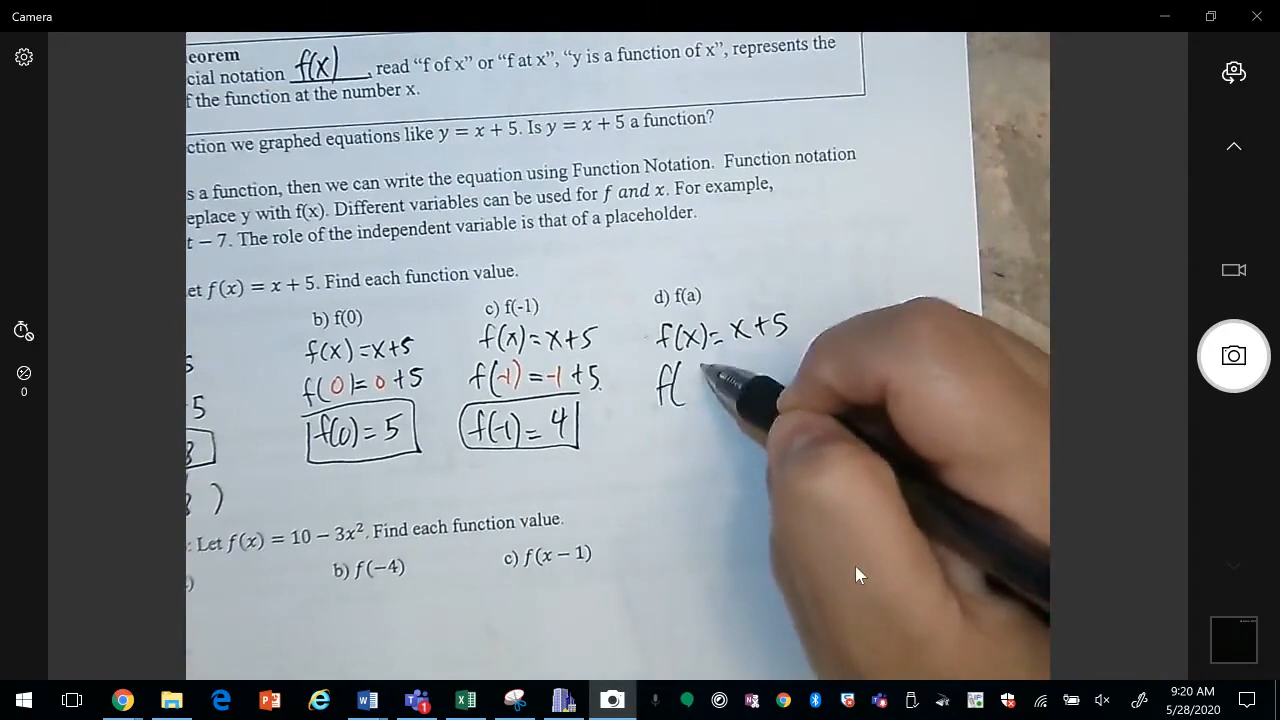 Camera
eorem
cial notation f(x), read “f of x” or “f at x”, “y is a function of x”, represents the
f the function at the number x.
ction we graphed equations like y = x + 5. Is y = x + 5 a function?
s a function, then we can write the equation using Function Notation. Function notation
eplace y with f(x). Different variables can be used for f and x. For example,
t − 7. The role of the independent variable is that of a placeholder.
et f(x) = x + 5. Find each function value.
b) f(0)
f(x) = x+5
f(0) = 0 + 5
f(0) = 5
c) f(-1)
f(x) = x+5
f(-1) = -1 + 5
f(-1) = 4
d) f(a)
f(x) = x + 5
f(
5
)
: Let f(x) = 10 − 3x². Find each function value.
b) f(−4)
c) f(x − 1)
0
1
9:20 AM
5/28/2020